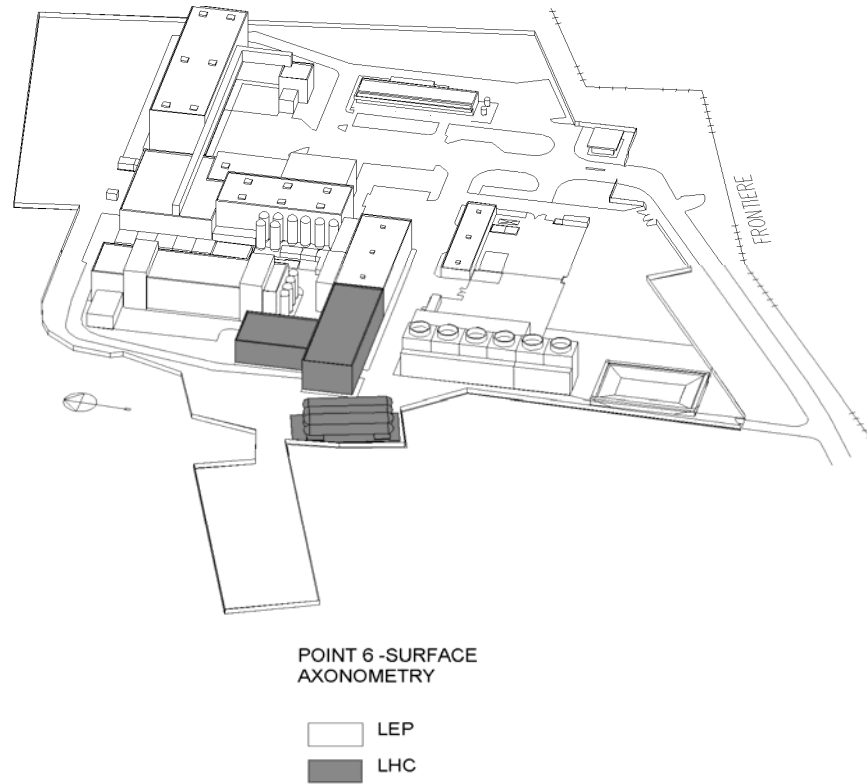 FRONTIERE
POINT 6 -SURFACE
AXONOMETRY
LEP
LHC